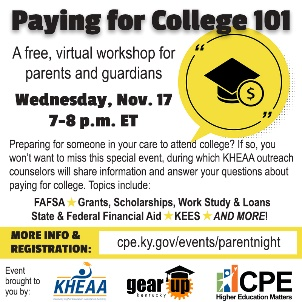 Paying for College 101
A free, virtual workshop for
parents and guardians
Wednesday, Nov. 17
7-8 p.m. ET
Preparing for someone in your care to attend college? If so, you
won't want to miss this special event, during which KHEAA outreach
counselors will share information and answer your questions about
paying for college. Topics include:
FAFSA ★ Grants, Scholarships, Work Study & Loans
State & Federal Financial Aid ★ KEES ★ AND MORE!
MORE INFO &
REGISTRATION:
cpe.ky.gov/events/parentnight
Event
brought to
you by:
KHEAA
gear up
kentucky
CPE
Higher Education Matters